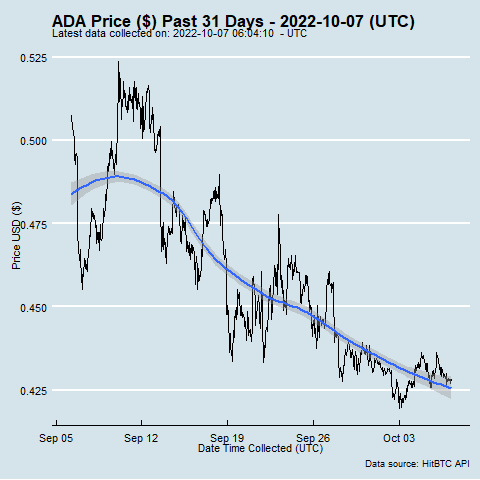 ADA Price ($) Past 31 Days - 2022-10-07 (UTC)
Latest data collected on: 2022-10-07 06:04:10 - UTC
0.525
0.500
0.475
0.450
0.425
Price USD ($)
Sep 05 Sep 12 Sep 19 Sep 26 Oct 03
Date Time Collected (UTC)
Data source: HitBTC API